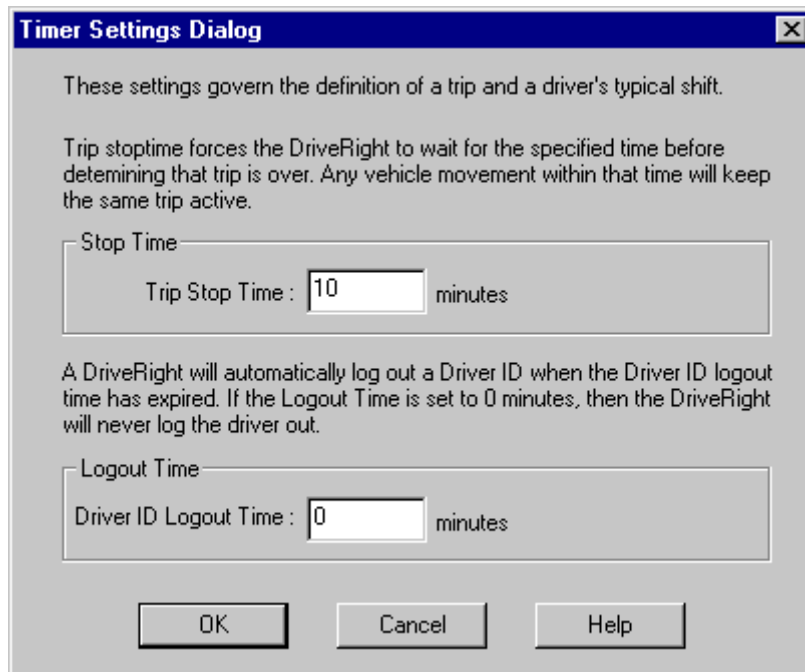 Timer Settings Dialog
These settings govern the definition of a trip and a driver's typical shift.
Trip stoptime forces the DriveRight to wait for the specified time before
detemining that trip is over. Any vehicle movement within that time will keep
the same trip active.
Stop Time
Trip Stop Time : 10 minutes
A DriveRight will automatically log out a Driver ID when the Driver ID logout
time has expired. If the Logout Time is set to 0 minutes, then the DriveRight
will never log the driver out.
Logout Time
Driver ID Logout Time : 0 minutes
OK Cancel Help